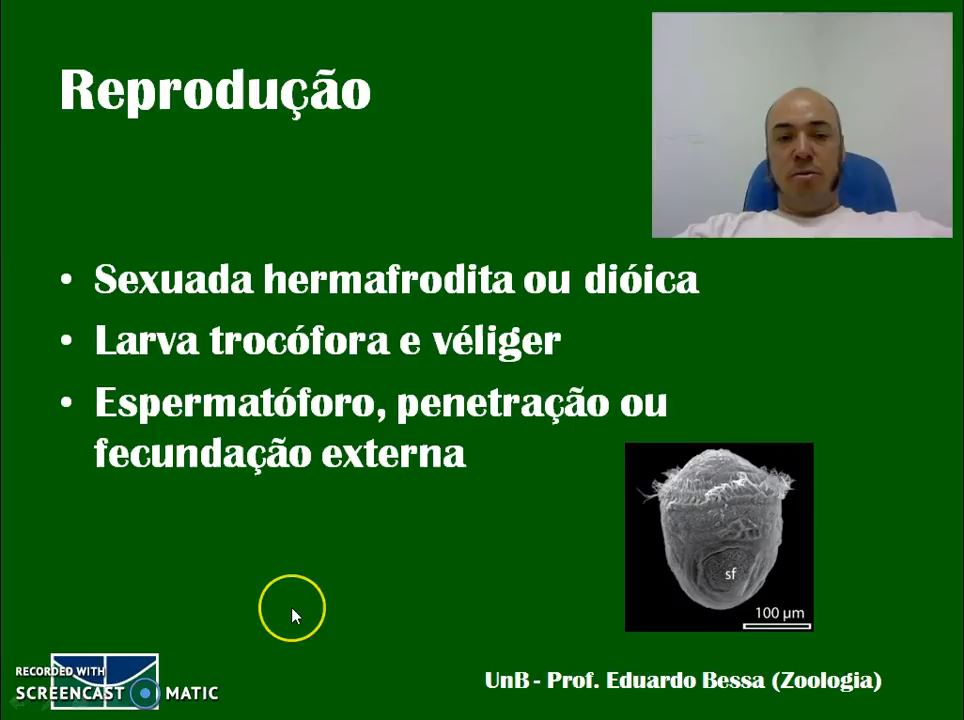 Reprodução
• Sexuada hermafrodita ou dióica
• Larva trocófora e véliger
• Espermatóforo, penetração ou
fecundação externa
sf
100 µm
RECORDED WITH
SCREENCAST MATIC
UnB - Prof. Eduardo Bessa (Zoologia)